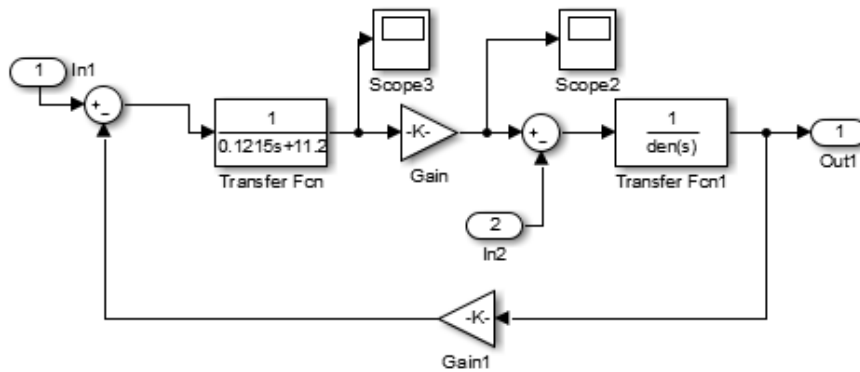 1
In1
+
-
1
0.1215s+11.2
Transfer Fcn
Scope3
-K-
Gain
Scope2
+
-
2
In2
1
den(s)
Transfer Fcn1
1
Out1
-K-
Gain1